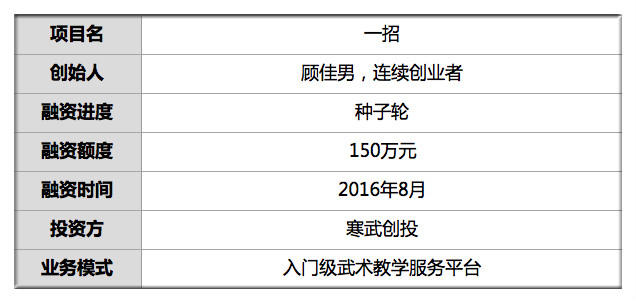 项目名 一招
创始人 顾佳男，连续创业者
融资进度 种子轮
融资额度 150万元
融资时间 2016年8月
投资方 寒武创投
业务模式 入门级武术教学服务平台